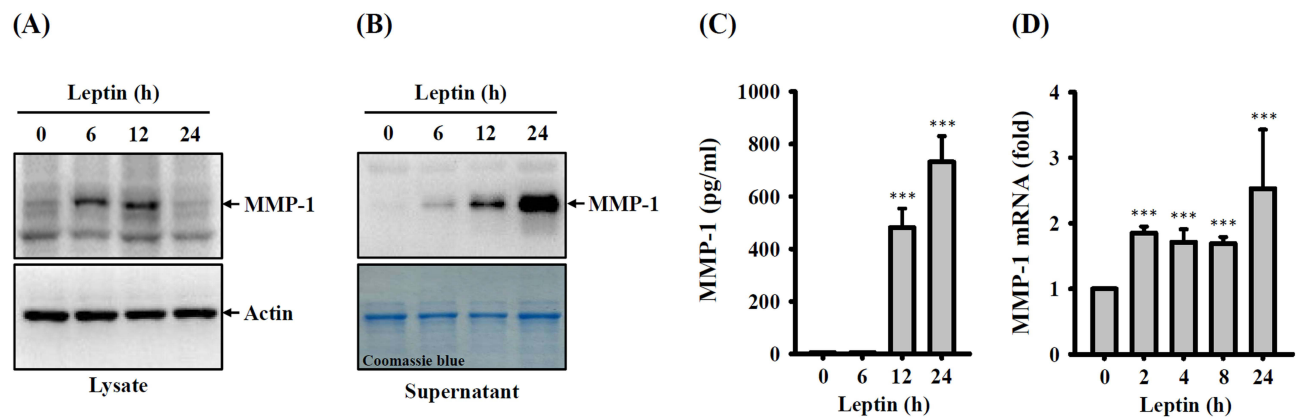 (A)
Leptin (h)
0 6 12 24
MMP-1
Actin
Lysate
(B)
Leptin (h)
0 6 12 24
MMP-1
Coomassie blue
Supernatant
(C)
MMP-1 (pg/ml)
1000
800
600
400
200
0
***
***
0 6 12 24
Leptin (h)
(D)
MMP-1 mRNA (fold)
4
3
2
1
0
***
***
***
***
0 2 4 8 24
Leptin (h)